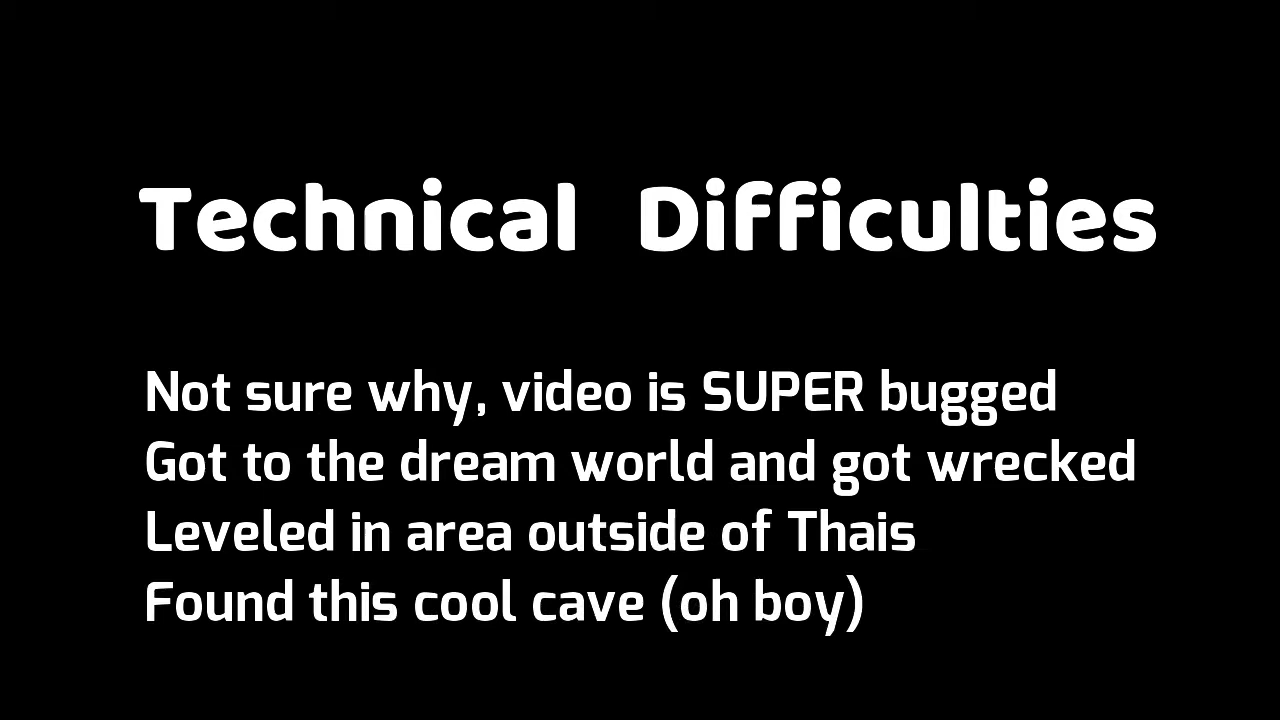 Technical Difficulties
Not sure why, video is SUPER bugged
Got to the dream world and got wrecked
Leveled in area outside of Thais
Found this cool cave (oh boy)